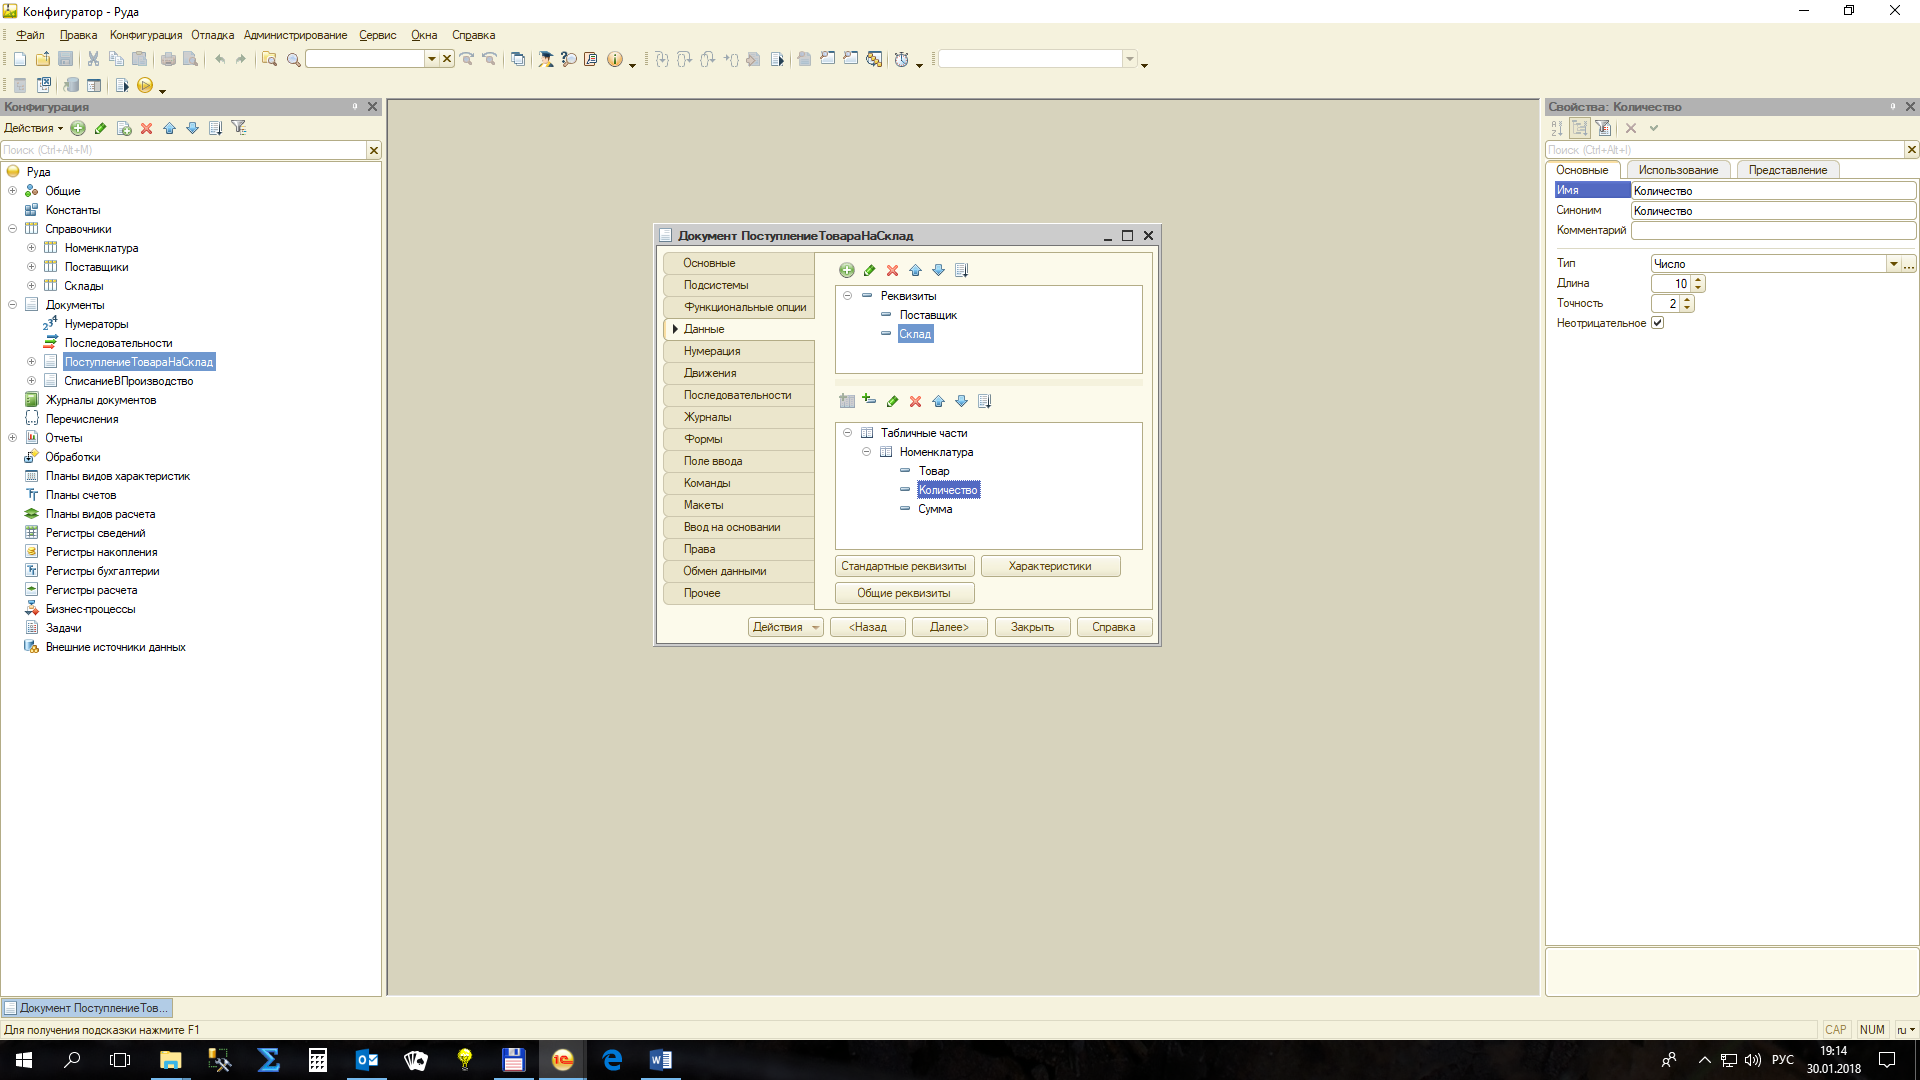 Конфигуратор - Руда
Файл Правка Конфигурация Отладка Администрирование Сервис Окна Справка
Конфигурация
Действия
Поиск (Ctrl+Alt+M)
Руда
Общие
Константы
Справочники
Номенклатура
Поставщики
Склады
Документы
Нумераторы
Последовательности
ПоступлениеТовараНаСклад
СписаниеВПроизводство
Журналы документов
Перечисления
Отчеты
Обработки
Планы видов характеристик
Планы счетов
Планы видов расчета
Регистры сведений
Регистры накопления
Регистры бухгалтерии
Регистры расчета
Бизнес-процессы
Задачи
Внешние источники данных
Документ ПоступлениеТовараНаСклад
Основные
Подсистемы
Функциональные опции
Данные
Нумерация
Движения
Последовательности
Журналы
Формы
Поле ввода
Команды
Макеты
Ввод на основании
Права
Обмен данными
Прочее
Реквизиты
Поставщик
Склад
Табличные части
Номенклатура
Товар
Количество
Сумма
Стандартные реквизиты Характеристики
Общие реквизиты
Действия <Назад Далее> Закрыть Справка
Свойства: Количество
Поиск (Ctrl+Alt+I)
Основные Использование Представление
Имя Количество
Синоним Количество
Комментарий
Тип Число
Длина 10
Точность 2
Неотрицательное
Документ ПоступлениеТов...
Для получения подсказки нажмите F1
CAP NUM ru
РУС
19:14
30.01.2018